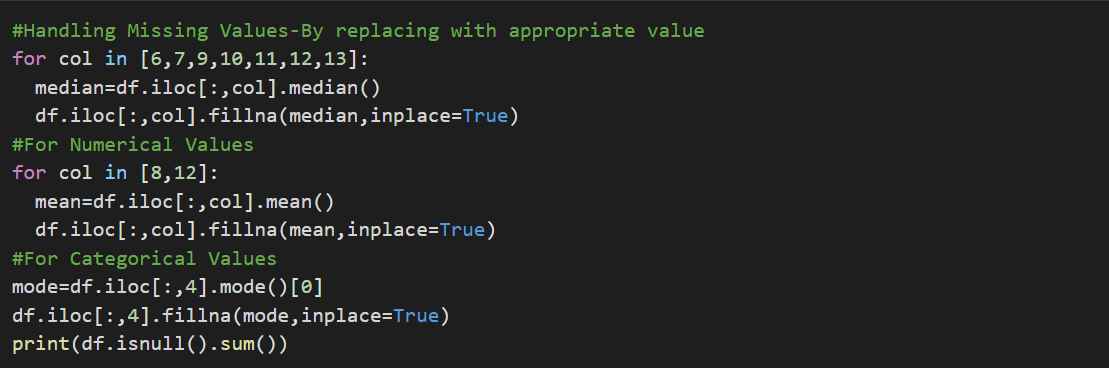 #Handling Missing Values-By replacing with appropriate value
for col in [6,7,9,10,11,12,13]:
  median=df.iloc[:,col].median()
  df.iloc[:,col].fillna(median,inplace=True)
#For Numerical Values
for col in [8,12]:
  mean=df.iloc[:,col].mean()
  df.iloc[:,col].fillna(mean,inplace=True)
#For Categorical Values
mode=df.iloc[:,4].mode()[0]
df.iloc[:,4].fillna(mode,inplace=True)
print(df.isnull().sum())